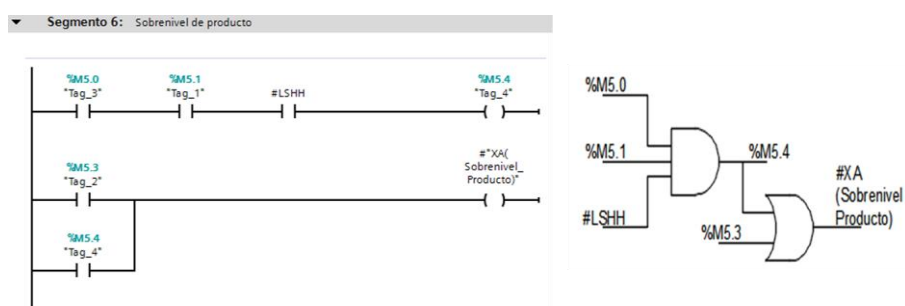 Segmento 6: Sobrenivel de producto
%M5.0
"Tag_3"
%M5.1
"Tag_1"
#LSHH
%M5.4
"Tag_4"
%M5.3
"Tag_2"
#"XA(
Sobrenivel_
Producto)"
%M5.4
"Tag_4"
%M5.0
%M5.1
#LSHH
%M5.4
%M5.3
#XA
(Sobrenivel
Producto)